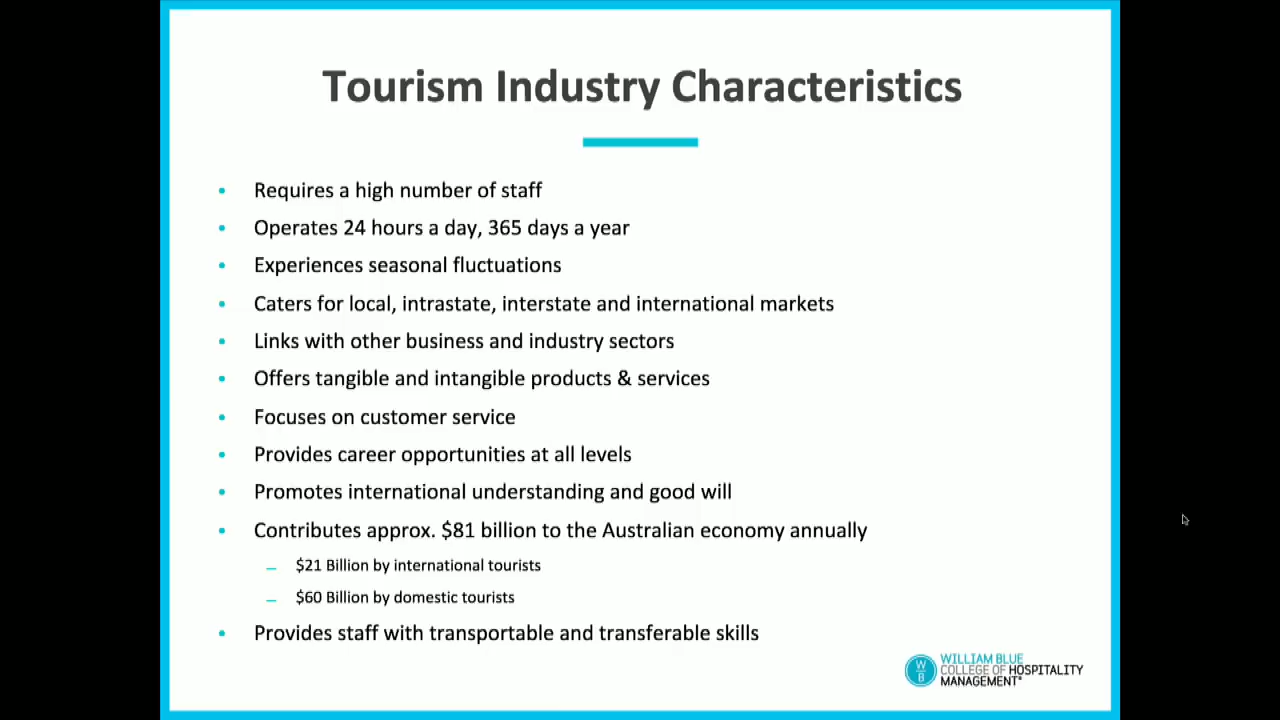 Tourism Industry Characteristics
• Requires a high number of staff
• Operates 24 hours a day, 365 days a year
• Experiences seasonal fluctuations
• Caters for local, intrastate, interstate and international markets
• Links with other business and industry sectors
• Offers tangible and intangible products & services
• Focuses on customer service
• Provides career opportunities at all levels
• Promotes international understanding and good will
• Contributes approx. $81 billion to the Australian economy annually
– $21 Billion by international tourists
– $60 Billion by domestic tourists
• Provides staff with transportable and transferable skills
W
B
WILLIAM BLUE
COLLEGE OF HOSPITALITY
MANAGEMENT®